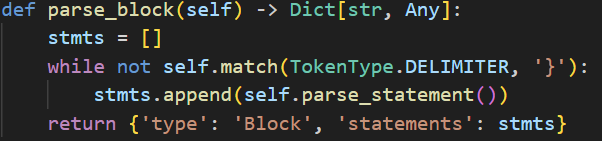 def parse_block(self) -> Dict[str, Any]:
    stmts = []
    while not self.match(TokenType.DELIMITER, '}'):
        stmts.append(self.parse_statement())
    return {'type': 'Block', 'statements': stmts}